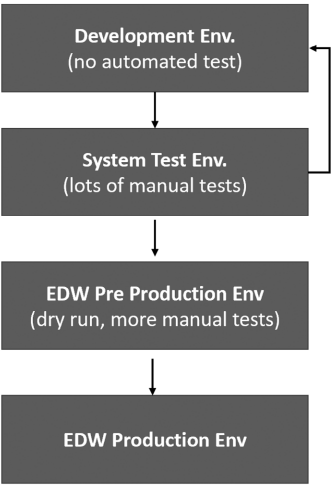 Development Env.
(no automated test)
System Test Env.
(lots of manual tests)
EDW Pre Production Env
(dry run, more manual tests)
EDW Production Env